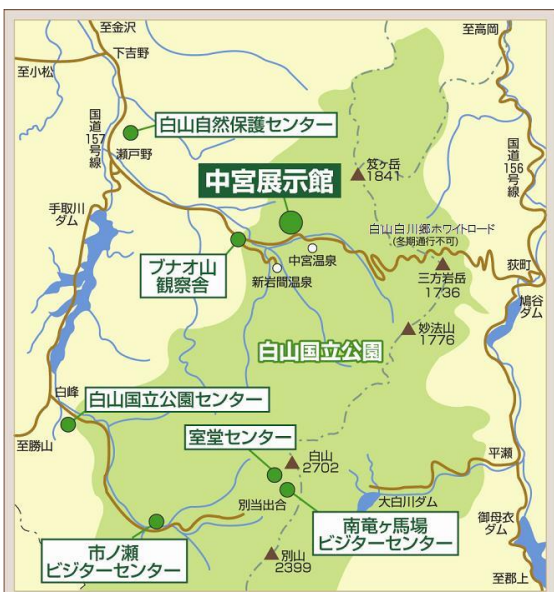 至金沢
至高岡
下吉野
至小松
国道157号線
白山自然保護センター
瀬戸野
国道156号線
笈ヶ岳
1841
中宮展示館
手取川
ダム
白山白川郷ホワイトロード
(冬期通行不可)
中宮温泉
ブナオ山
観察舎
新岩間温泉
三方岩岳
1736
荻町
鳩谷
ダム
妙法山
1776
白山国立公園
白峰
白山国立公園センター
至勝山
室堂センター
白山
2702
平瀬
別当出合
大白川ダム
南竜ヶ馬場
ビジターセンター
御母衣
ダム
市ノ瀬
ビジターセンター
別山
2399
至郡上